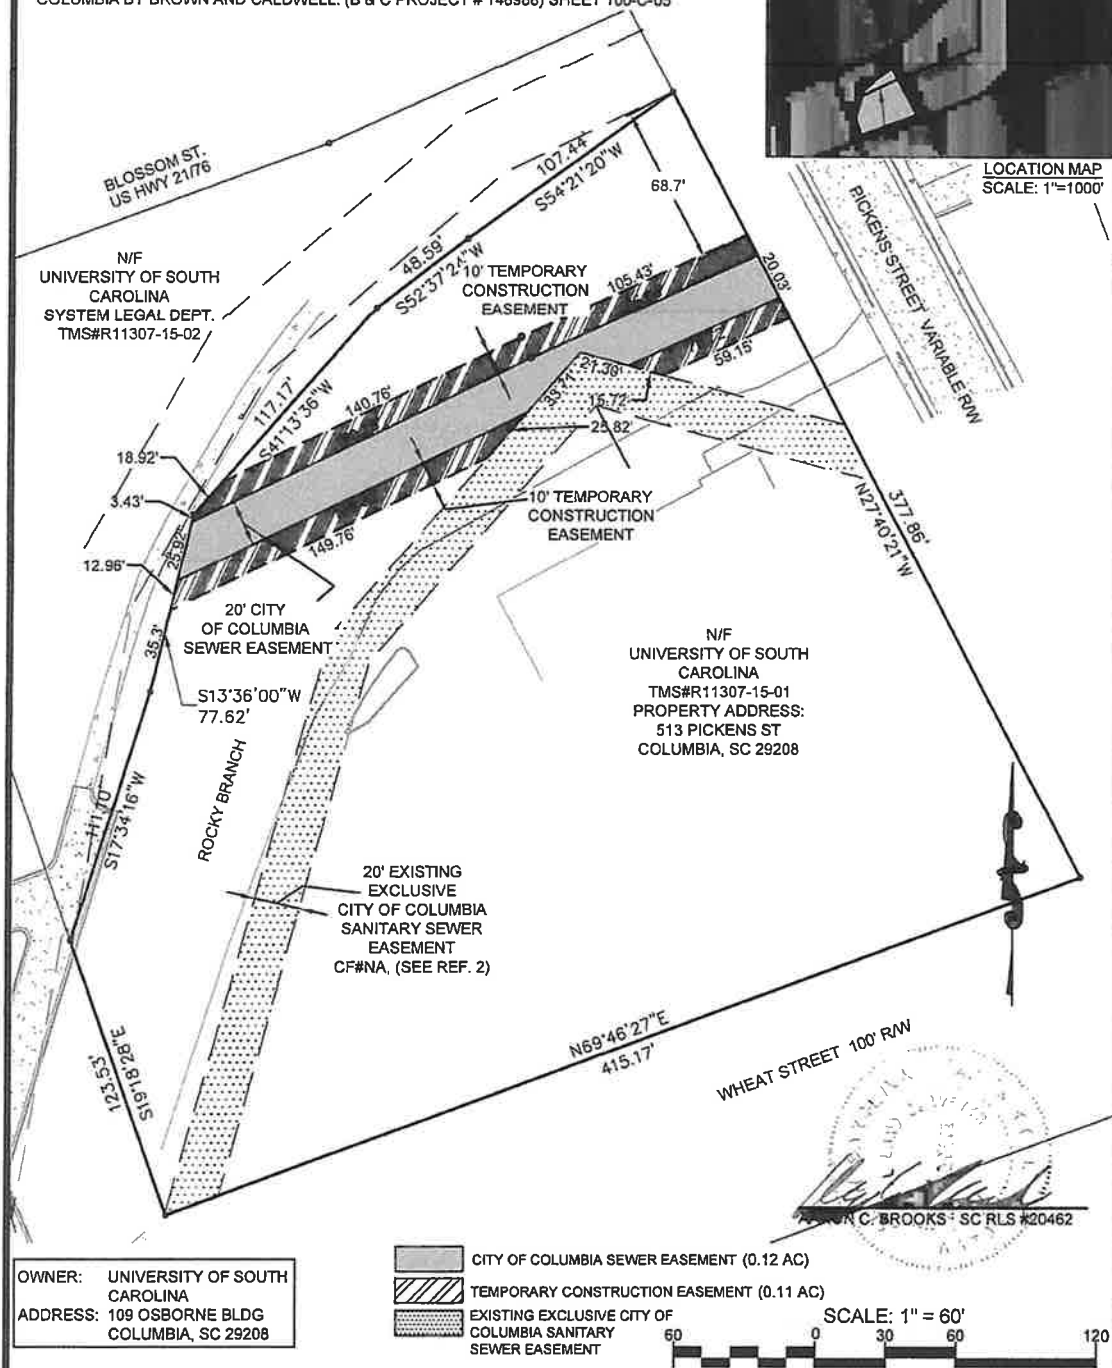 COLUMBIA BY BROWN AND CALDWELL. (B & C PROJECT # 148986) SHEET 700-C-05
LOCATION MAP
SCALE: 1"=1000'
BLOSSOM ST.
US HWY 21/76
N/F
UNIVERSITY OF SOUTH
CAROLINA
SYSTEM LEGAL DEPT.
TMS#R11307-15-02
107.44'
S54°21'20"W
68.7'
PICKENS STREET VARIABLE R/W
48.59'
S52°37'24"W
10' TEMPORARY
CONSTRUCTION
EASEMENT
105.43'
20.03'
117.17'
S41°13'36"W
140.76'
33.71'
21.30'
15.72'
59.15'
25.82'
18.92'
3.43'
25.92'
12.96'
149.76'
10' TEMPORARY
CONSTRUCTION
EASEMENT
377.86'
N27°40'21"W
20' CITY
OF COLUMBIA
SEWER EASEMENT
35.3'
S13°36'00"W
77.62'
N/F
UNIVERSITY OF SOUTH
CAROLINA
TMS#R11307-15-01
PROPERTY ADDRESS:
513 PICKENS ST
COLUMBIA, SC 29208
111.10'
S17°34'16"W
ROCKY BRANCH
20' EXISTING
EXCLUSIVE
CITY OF COLUMBIA
SANITARY SEWER
EASEMENT
CF#NA, (SEE REF. 2)
123.53'
S19°18'28"E
N69°46'27"E
415.17'
WHEAT STREET 100' R/W
AARON C. BROOKS - SC RLS #20462
OWNER: UNIVERSITY OF SOUTH
CAROLINA
ADDRESS: 109 OSBORNE BLDG
COLUMBIA, SC 29208
CITY OF COLUMBIA SEWER EASEMENT (0.12 AC)
TEMPORARY CONSTRUCTION EASEMENT (0.11 AC)
EXISTING EXCLUSIVE CITY OF
COLUMBIA SANITARY
SEWER EASEMENT
SCALE: 1" = 60'
60 0 30 60 120